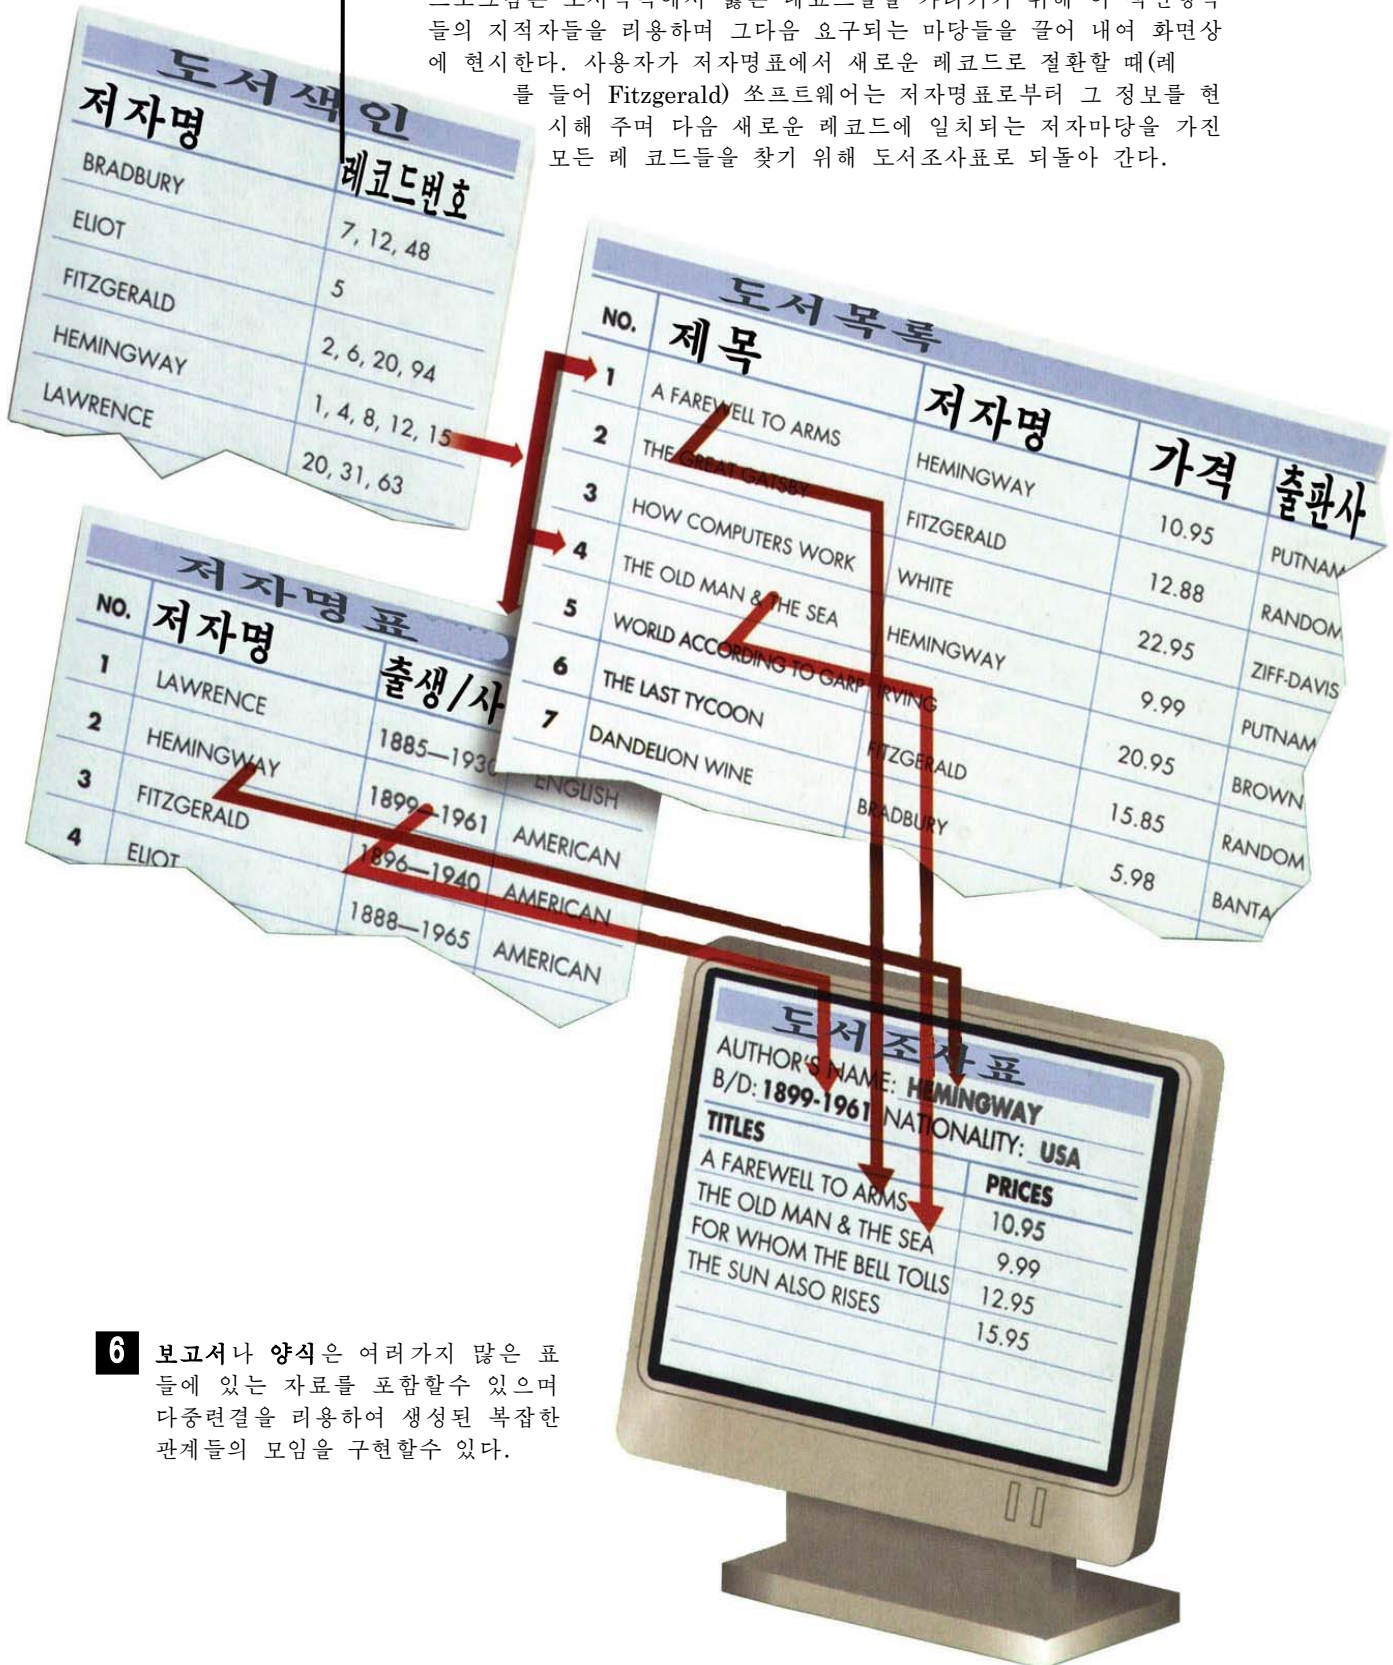 들의 지적자들을 리용하며 그다음 요구되는 마당들을 끌어 내여 화면상
에 현시한다. 사용자가 저자명표에서 새로운 레코드로 절환할 때(레
를 들어 Fitzgerald) 쏘프트웨어는 저자명표로부터 그 정보를 현
시해 주며 다음 새로운 레코드에 일치되는 저자마당을 가진
모든 레 코드들을 찾기 위해 도서조사표로 되돌아 간다.
도서색인
저자명 레코드번호
BRADBURY 7, 12, 48
ELIOT 5
FITZGERALD 2, 6, 20, 94
HEMINGWAY 1, 4, 8, 12, 15
LAWRENCE 20, 31, 63
도서목록
NO. 제목 저자명 가격 출판사
1 A FAREWELL TO ARMS HEMINGWAY 10.95 PUTNAM
2 THE GREAT GATSBY FITZGERALD 12.88 RANDOM
3 HOW COMPUTERS WORK WHITE 22.95 ZIFF-DAVIS
4 THE OLD MAN & THE SEA HEMINGWAY 9.99 PUTNAM
5 WORLD ACCORDING TO GARP IRVING 20.95 BROWN
6 THE LAST TYCOON FITZGERALD 15.85 RANDOM
7 DANDELION WINE BRADBURY 5.98 BANTA
저자명표
NO. 저자명 출생/사
1 LAWRENCE 1885—1930 ENGLISH
2 HEMINGWAY 1899—1961 AMERICAN
3 FITZGERALD 1896—1940 AMERICAN
4 ELIOT 1888—1965 AMERICAN
도서조사표
AUTHOR'S NAME: HEMINGWAY
B/D: 1899-1961 NATIONALITY: USA
TITLES PRICES
A FAREWELL TO ARMS 10.95
THE OLD MAN & THE SEA 9.99
FOR WHOM THE BELL TOLLS 12.95
THE SUN ALSO RISES 15.95
6 보고서나 양식은 여러가지 많은 표
들에 있는 자료를 포함할수 있으며
다중련결을 리용하여 생성된 복잡한
관계들의 모임을 구현할수 있다.